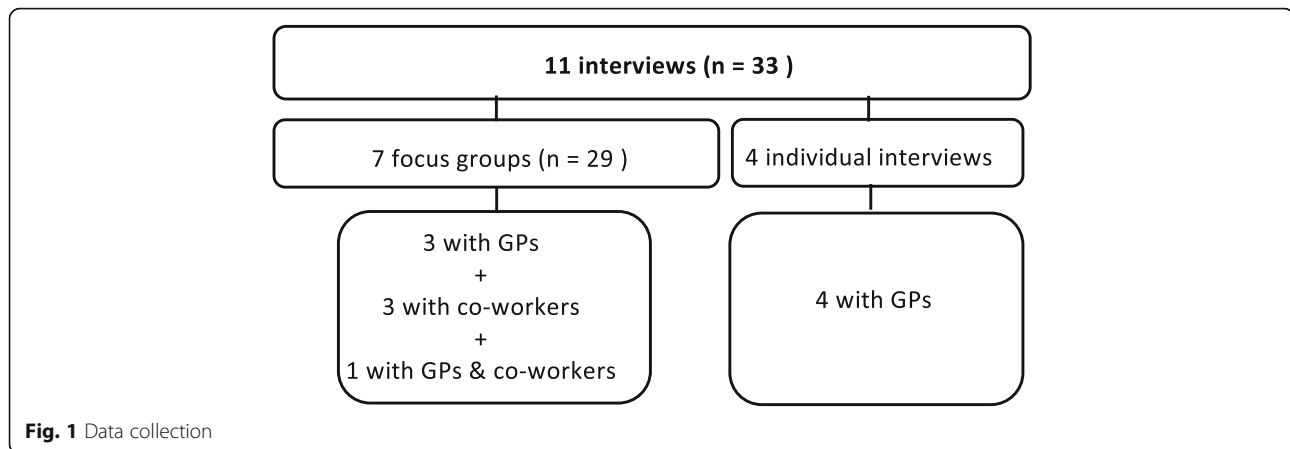 11 interviews (n = 33 )
7 focus groups (n = 29 )
4 individual interviews
3 with GPs
+
3 with co-workers
+
1 with GPs & co-workers
4 with GPs
Fig. 1 Data collection